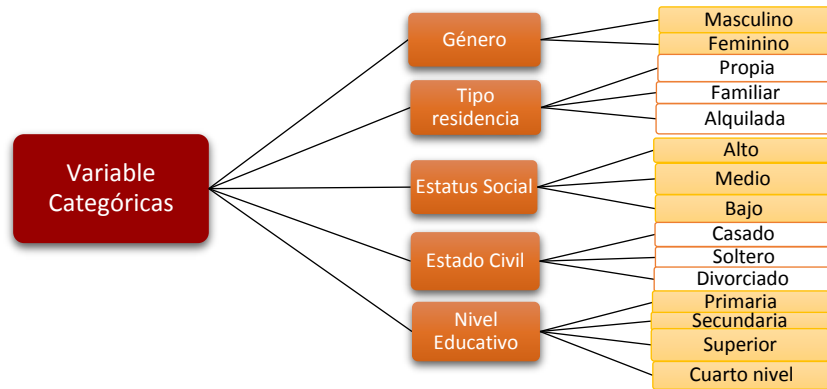 Variable
Categóricas
Género
Masculino
Feminino
Tipo
residencia
Propia
Familiar
Alquilada
Estatus Social
Alto
Medio
Bajo
Estado Civil
Casado
Soltero
Divorciado
Nivel
Educativo
Primaria
Secundaria
Superior
Cuarto nivel